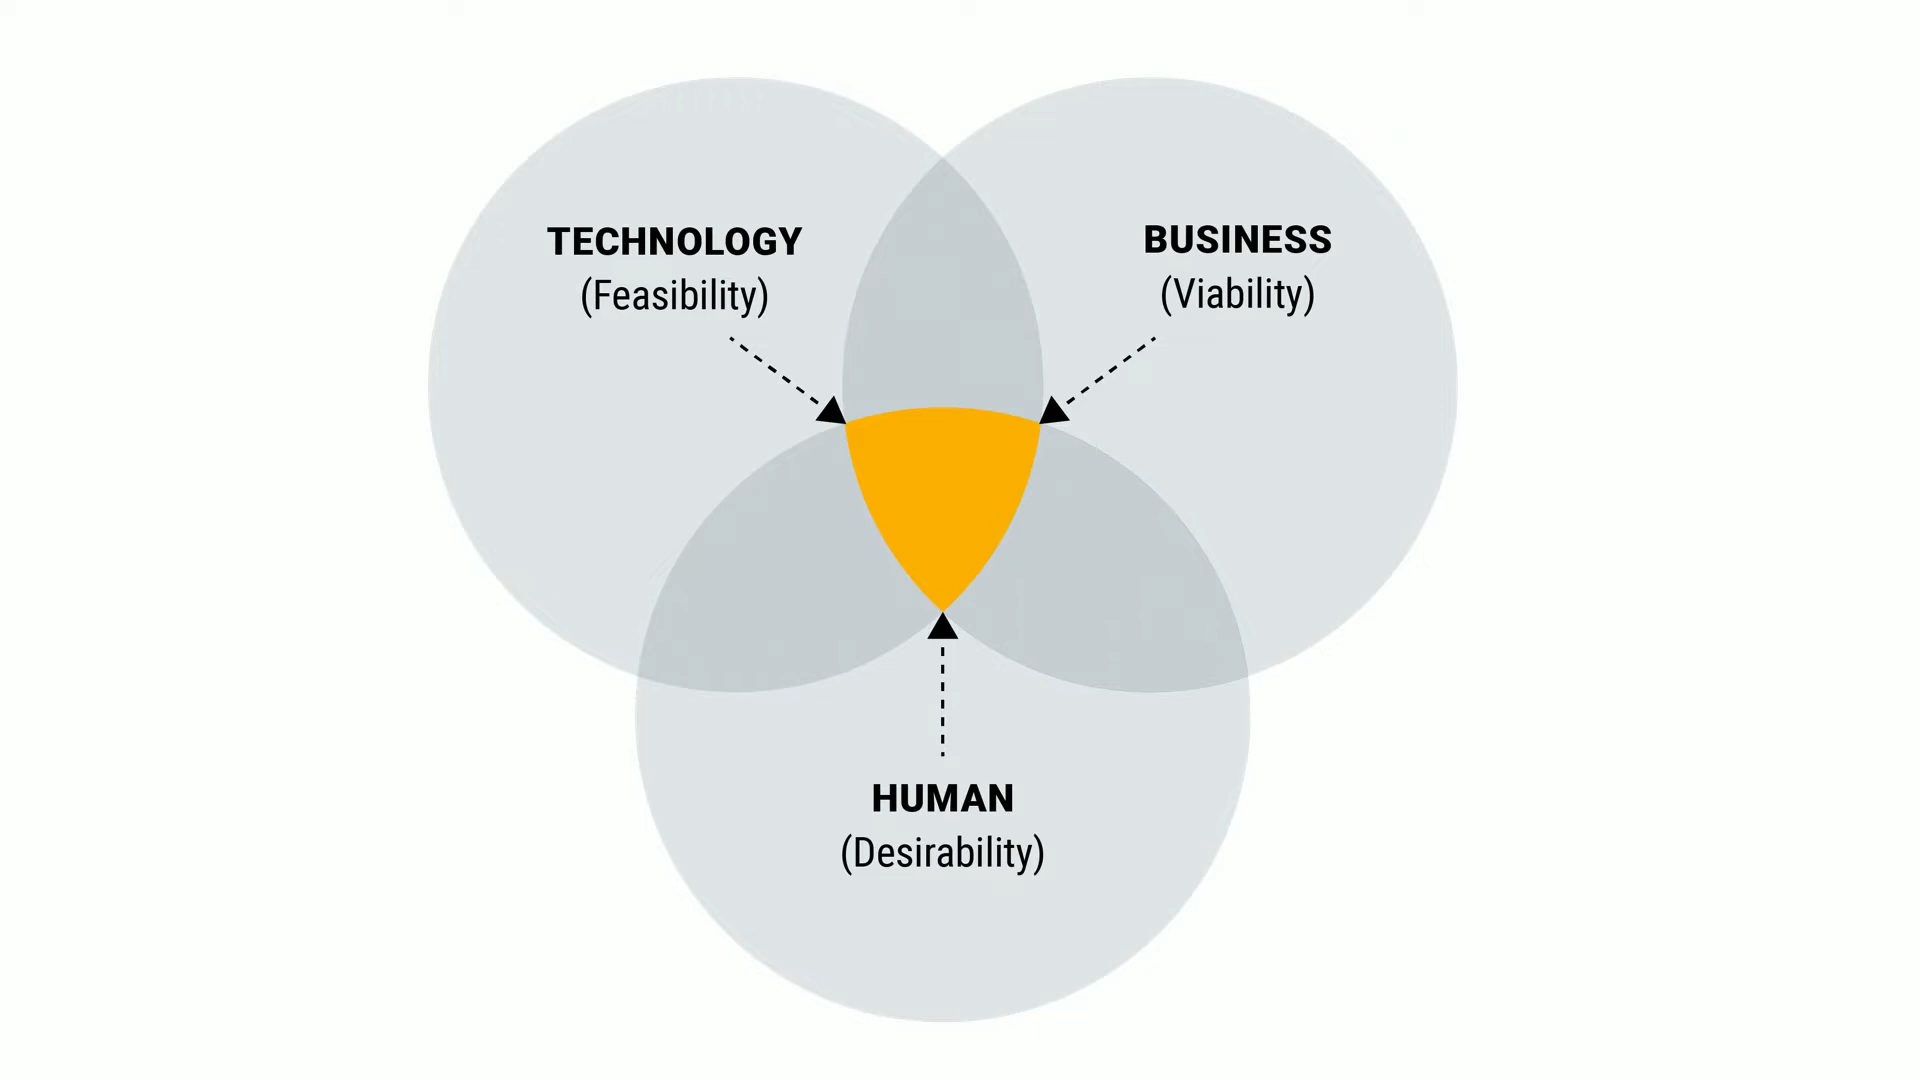 TECHNOLOGY
(Feasibility)
BUSINESS
(Viability)
HUMAN
(Desirability)